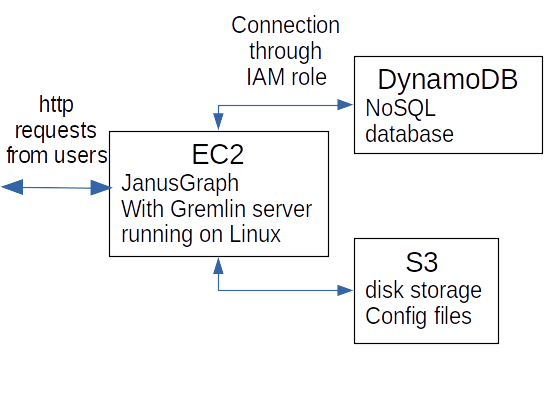 Connection
through
IAM role
DynamoDB
NoSQL
database
http
requests
from users
EC2
JanusGraph
With Gremlin server
running on Linux
S3
disk storage
Config files